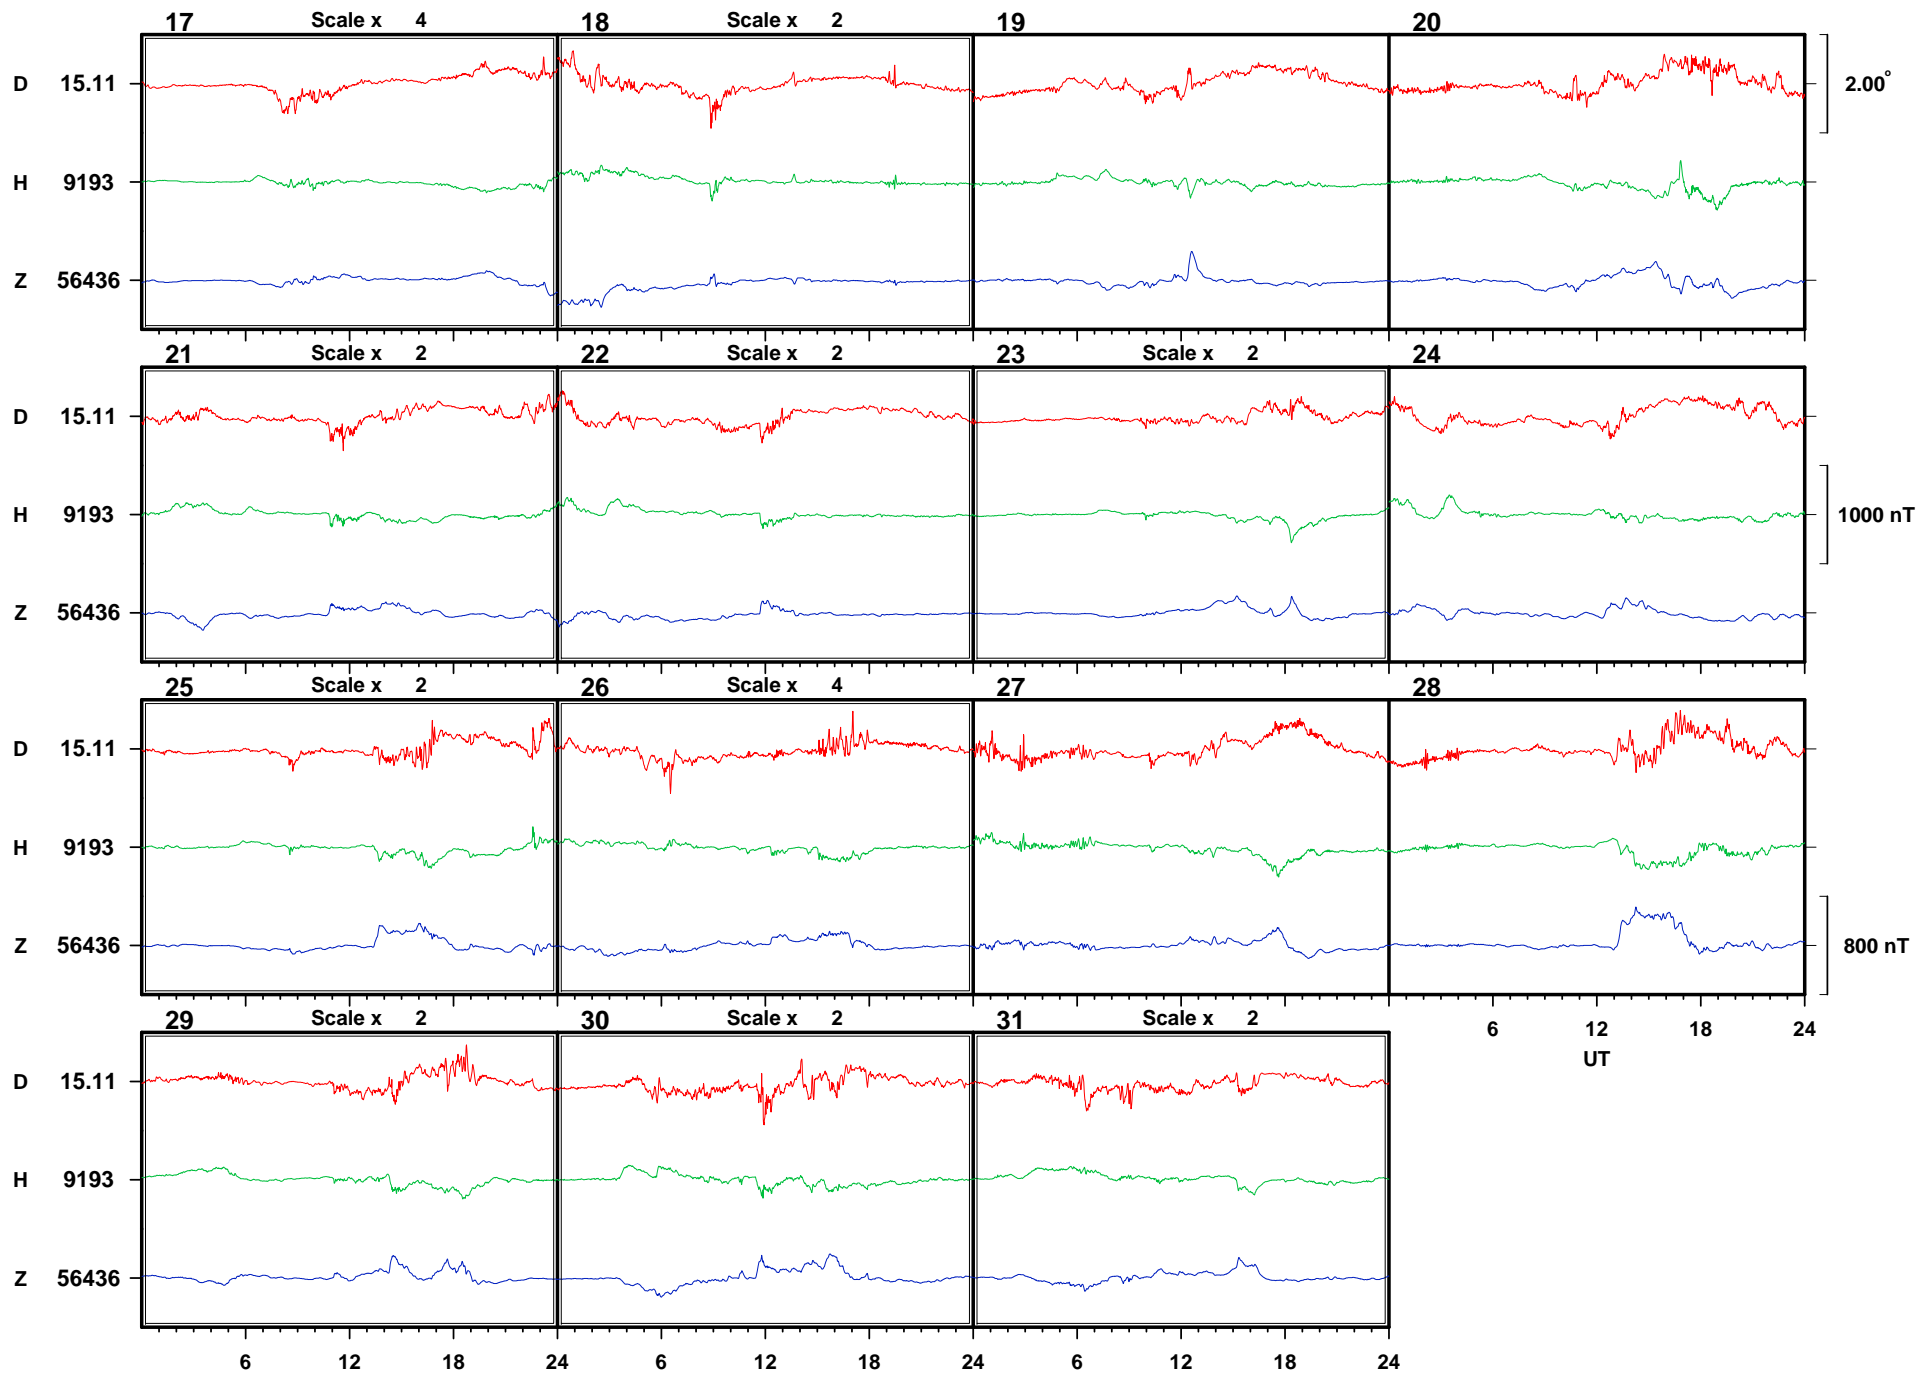 17 Scale x 4 18 Scale x 2 19 20
D 15.11 2.00°
H 9193
Z 56436
21 Scale x 2 22 Scale x 2 23 Scale x 2 24
D 15.11
H 9193 1000 nT
Z 56436
25 Scale x 2 26 Scale x 4 27 28
D 15.11
H 9193
Z 56436 800 nT
29 Scale x 2 30 Scale x 2 31 Scale x 2 6 12 18 24
UT
D 15.11
H 9193
Z 56436
6 12 18 24 6 12 18 24 6 12 18 24